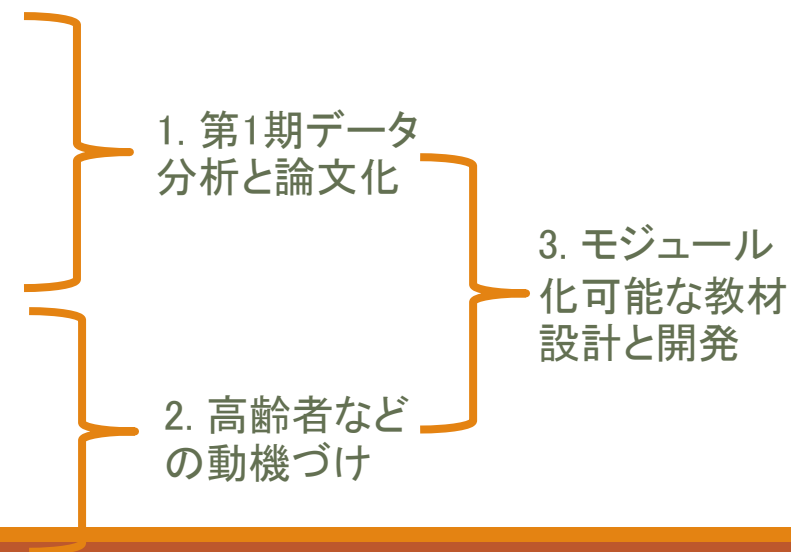 1. 第1期データ
分析と論文化
3. モジュール
化可能な教材
設計と開発
2. 高齢者など
の動機づけ